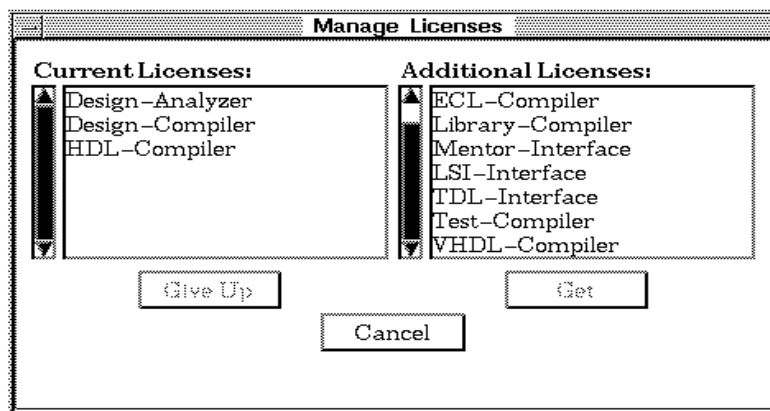 Manage Licenses
Current Licenses:
Design-Analyzer
Design-Compiler
HDL-Compiler
Give Up
Additional Licenses:
ECL-Compiler
Library-Compiler
Mentor-Interface
LSI-Interface
TDL-Interface
Test-Compiler
VHDL-Compiler
Get
Cancel